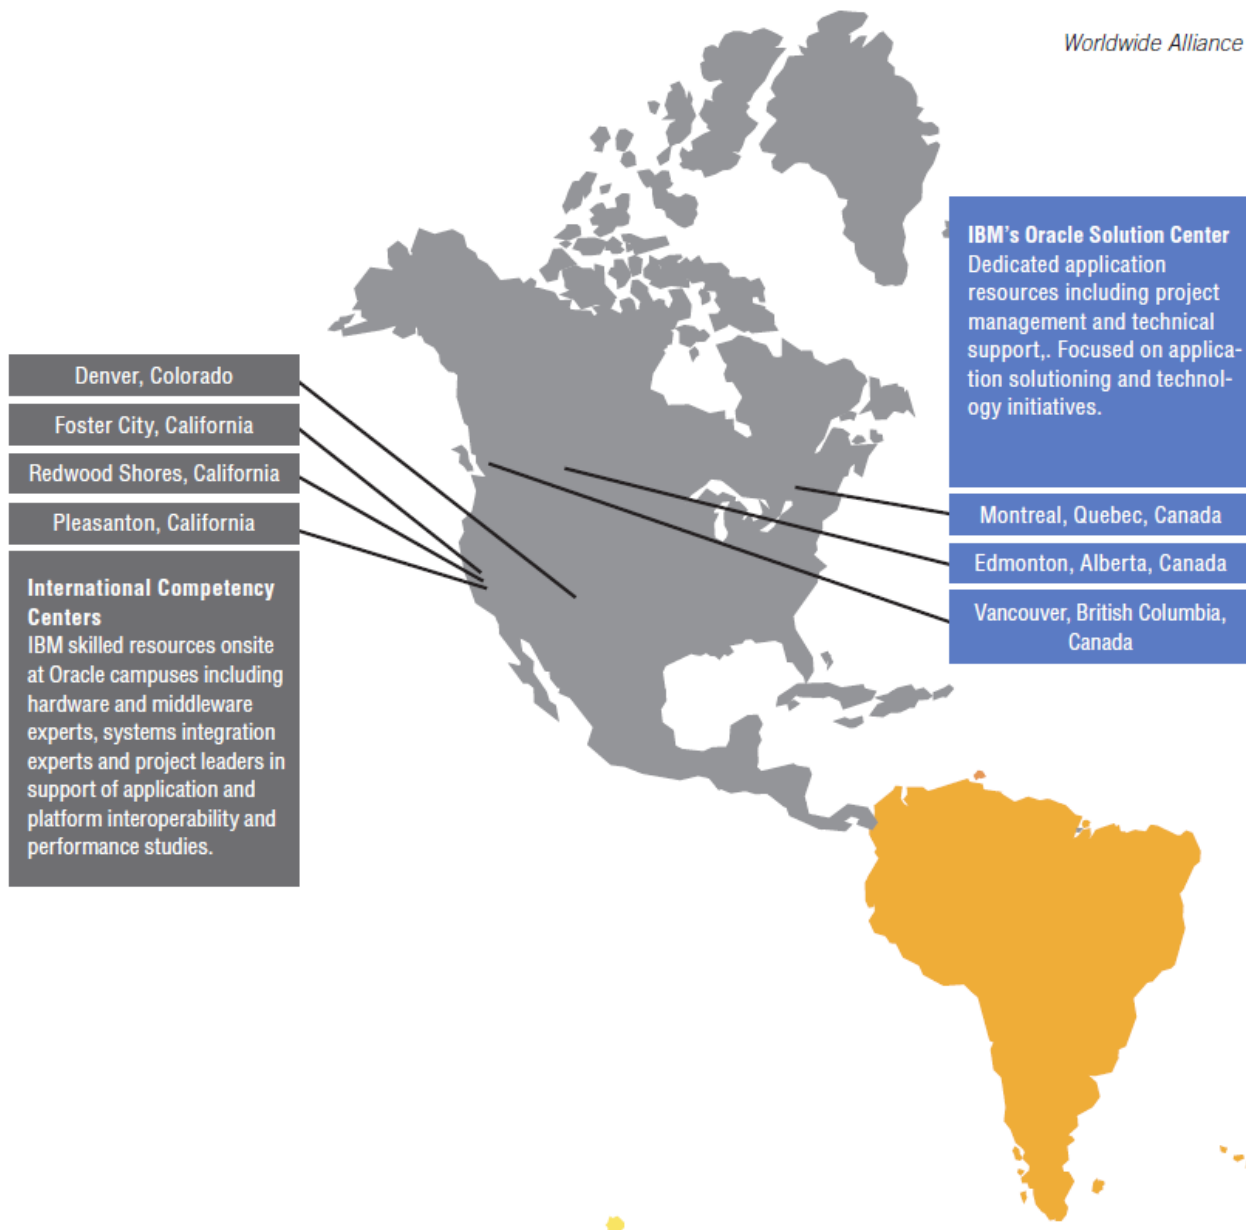 Worldwide Alliance
Denver, Colorado
Foster City, California
Redwood Shores, California
Pleasanton, California
International Competency
Centers
IBM skilled resources onsite
at Oracle campuses including
hardware and middleware
experts, systems integration
experts and project leaders in
support of application and
platform interoperability and
performance studies.
IBM's Oracle Solution Center
Dedicated application
resources including project
management and technical
support,. Focused on applica-
tion solutioning and technol-
ogy initiatives.
Montreal, Quebec, Canada
Edmonton, Alberta, Canada
Vancouver, British Columbia,
Canada